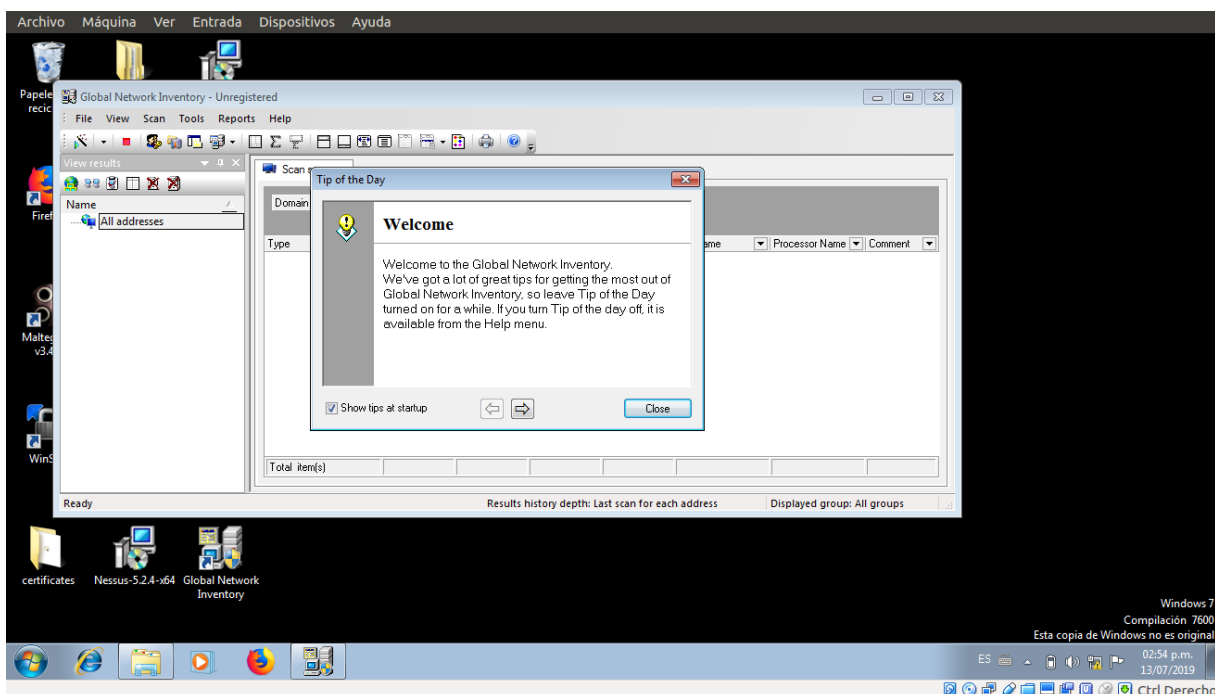 Archivo Máquina Ver Entrada Dispositivos Ayuda
Global Network Inventory - Unregistered
File View Scan Tools Reports Help
View results
Scan
Name
All addresses
Domain
Type
Processor Name
Comment
Tip of the Day
Welcome
Welcome to the Global Network Inventory.
We've got a lot of great tips for getting the most out of
Global Network Inventory, so leave Tip of the Day
turned on for a while. If you turn Tip of the day off, it is
available from the Help menu.
Show tips at startup
Close
Total item(s)
Ready
Results history depth: Last scan for each address
Displayed group: All groups
certificates
Nessus-5.2.4-x64
Global Network
Inventory
Windows 7
Compilación 7600
Esta copia de Windows no es original
ES
02:54 p.m.
13/07/2019
Ctrl Derecho